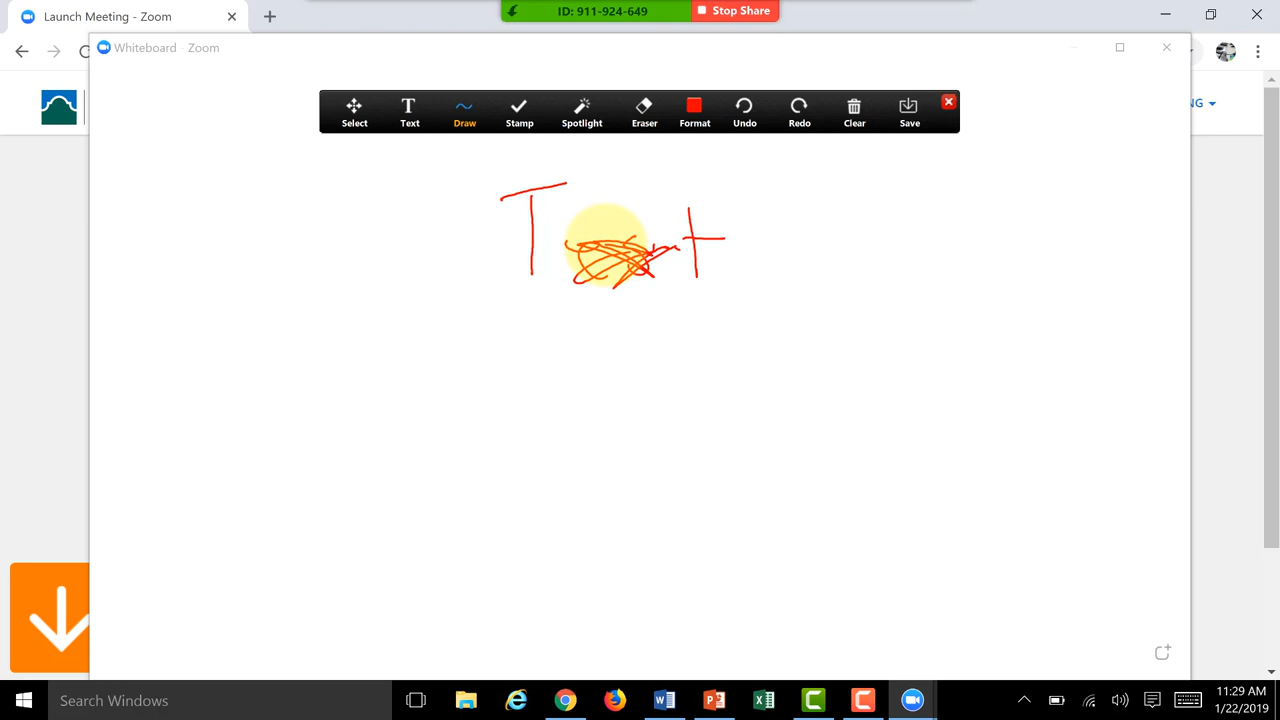 Launch Meeting - Zoom
ID: 911-924-649
Stop Share
Whiteboard - Zoom
Select
Text
Draw
Stamp
Spotlight
Eraser
Format
Undo
Redo
Clear
Save
NG
T
t
Search Windows
11:29 AM
1/22/2019